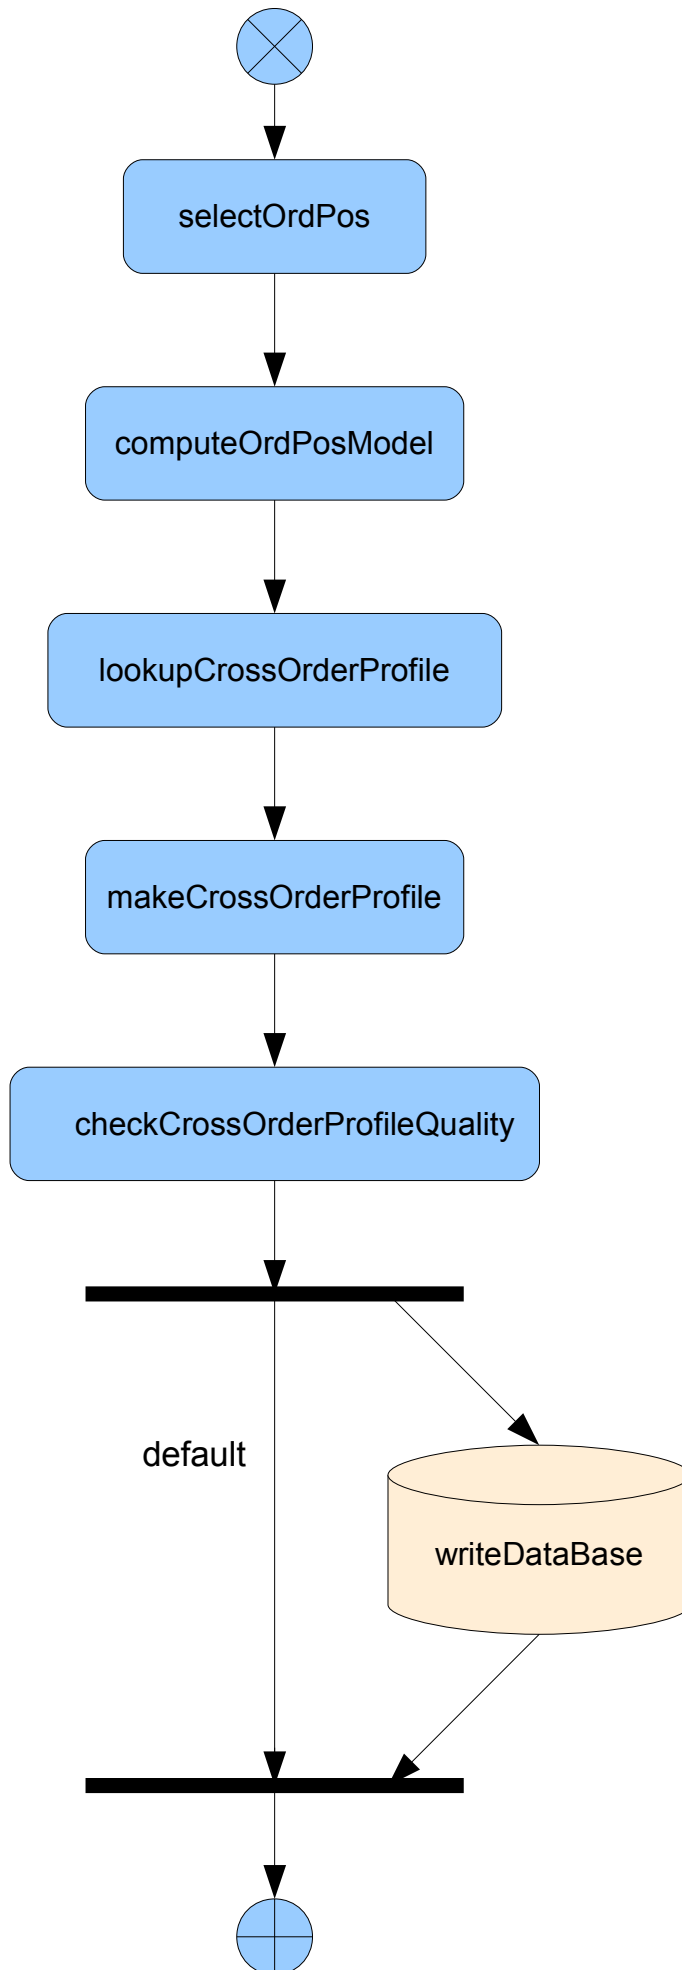 selectOrdPos
computeOrdPosModel
lookupCrossOrderProfile
makeCrossOrderProfile
checkCrossOrderProfileQuality
default
writeDataBase